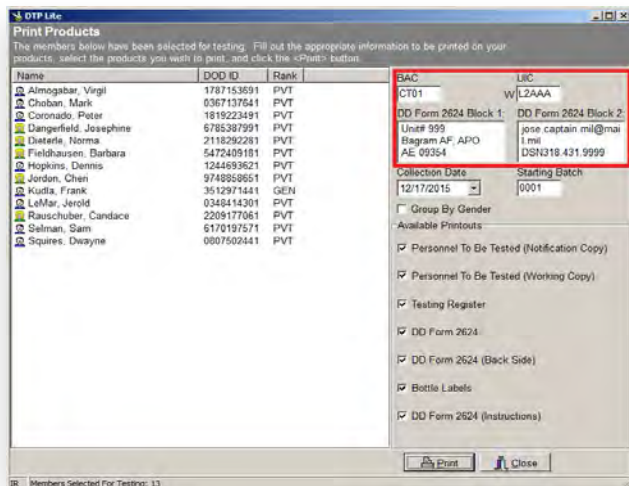 DTP Lite
Print Products
The members below have been selected for testing. Fill out the appropriate information to be printed on your
products, select the products you wish to print, and click the <Print> button.
Name DOD ID Rank
Almogabar, Virgil 1787153691 PVT
Choban, Mark 0367137641 PVT
Coronado, Peter 1819223491 PVT
Dangerfield, Josephine 6785387991 PVT
Dieterle, Norma 2118292281 PVT
Fieldhausen, Barbara 5472409181 PVT
Hopkins, Dennis 1244693621 PVT
Jordon, Cheri 9748858651 PVT
Kudla, Frank 3512971441 GEN
LeMar, Jerold 0348414301 PVT
Rauschuber, Candace 2209177061 PVT
Selman, Sam 6170197571 PVT
Squires, Dwayne 0807502441 PVT
BAC UIC
CT01 W L2AAA
DD Form 2624 Block 1: DD Form 2624 Block 2:
Unit# 999 jose.captain mil@mai
Bagram AF, APO l.mil
AE 09354 DSN318.431.9999
Collection Date Starting Batch
12/17/2015 0001
Group By Gender
Available Printouts
Personnel To Be Tested (Notification Copy)
Personnel To Be Tested (Working Copy)
Testing Register
DD Form 2624
DD Form 2624 (Back Side)
Bottle Labels
DD Form 2624 (Instructions)
Print Close
Members Selected For Testing: 13